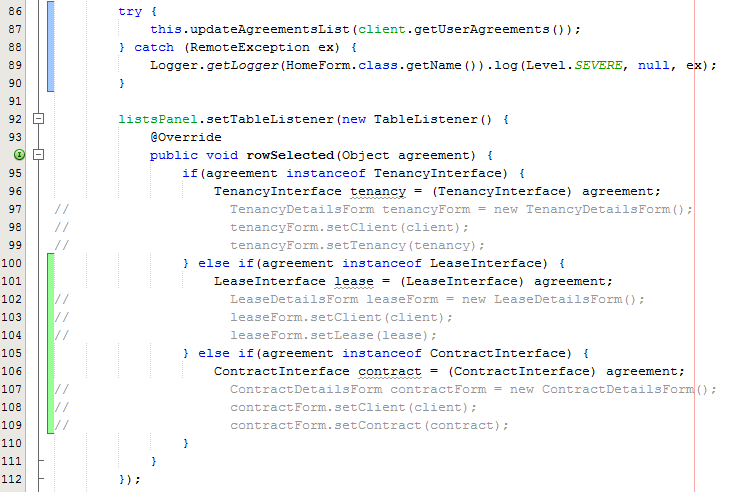 86         try {
87             this.updateAgreementsList(client.getUserAgreements());
88         } catch (RemoteException ex) {
89             Logger.getLogger(HomeForm.class.getName()).log(Level.SEVERE, null, ex);
90         }
91
92         listsPanel.setTableListener(new TableListener() {
93             @Override
            public void rowSelected(Object agreement) {
95                 if(agreement instanceof TenancyInterface) {
96                     TenancyInterface tenancy = (TenancyInterface) agreement;
97 //                    TenancyDetailsForm tenancyForm = new TenancyDetailsForm();
98 //                    tenancyForm.setClient(client);
99 //                    tenancyForm.setTenancy(tenancy);
100                 } else if(agreement instanceof LeaseInterface) {
101                     LeaseInterface lease = (LeaseInterface) agreement;
102 //                    LeaseDetailsForm leaseForm = new LeaseDetailsForm();
103 //                    leaseForm.setClient(client);
104 //                    leaseForm.setLease(lease);
105                 } else if(agreement instanceof ContractInterface) {
106                     ContractInterface contract = (ContractInterface) agreement;
107 //                    ContractDetailsForm contractForm = new ContractDetailsForm();
108 //                    contractForm.setClient(client);
109 //                    contractForm.setContract(contract);
110                 }
111             }
112         });